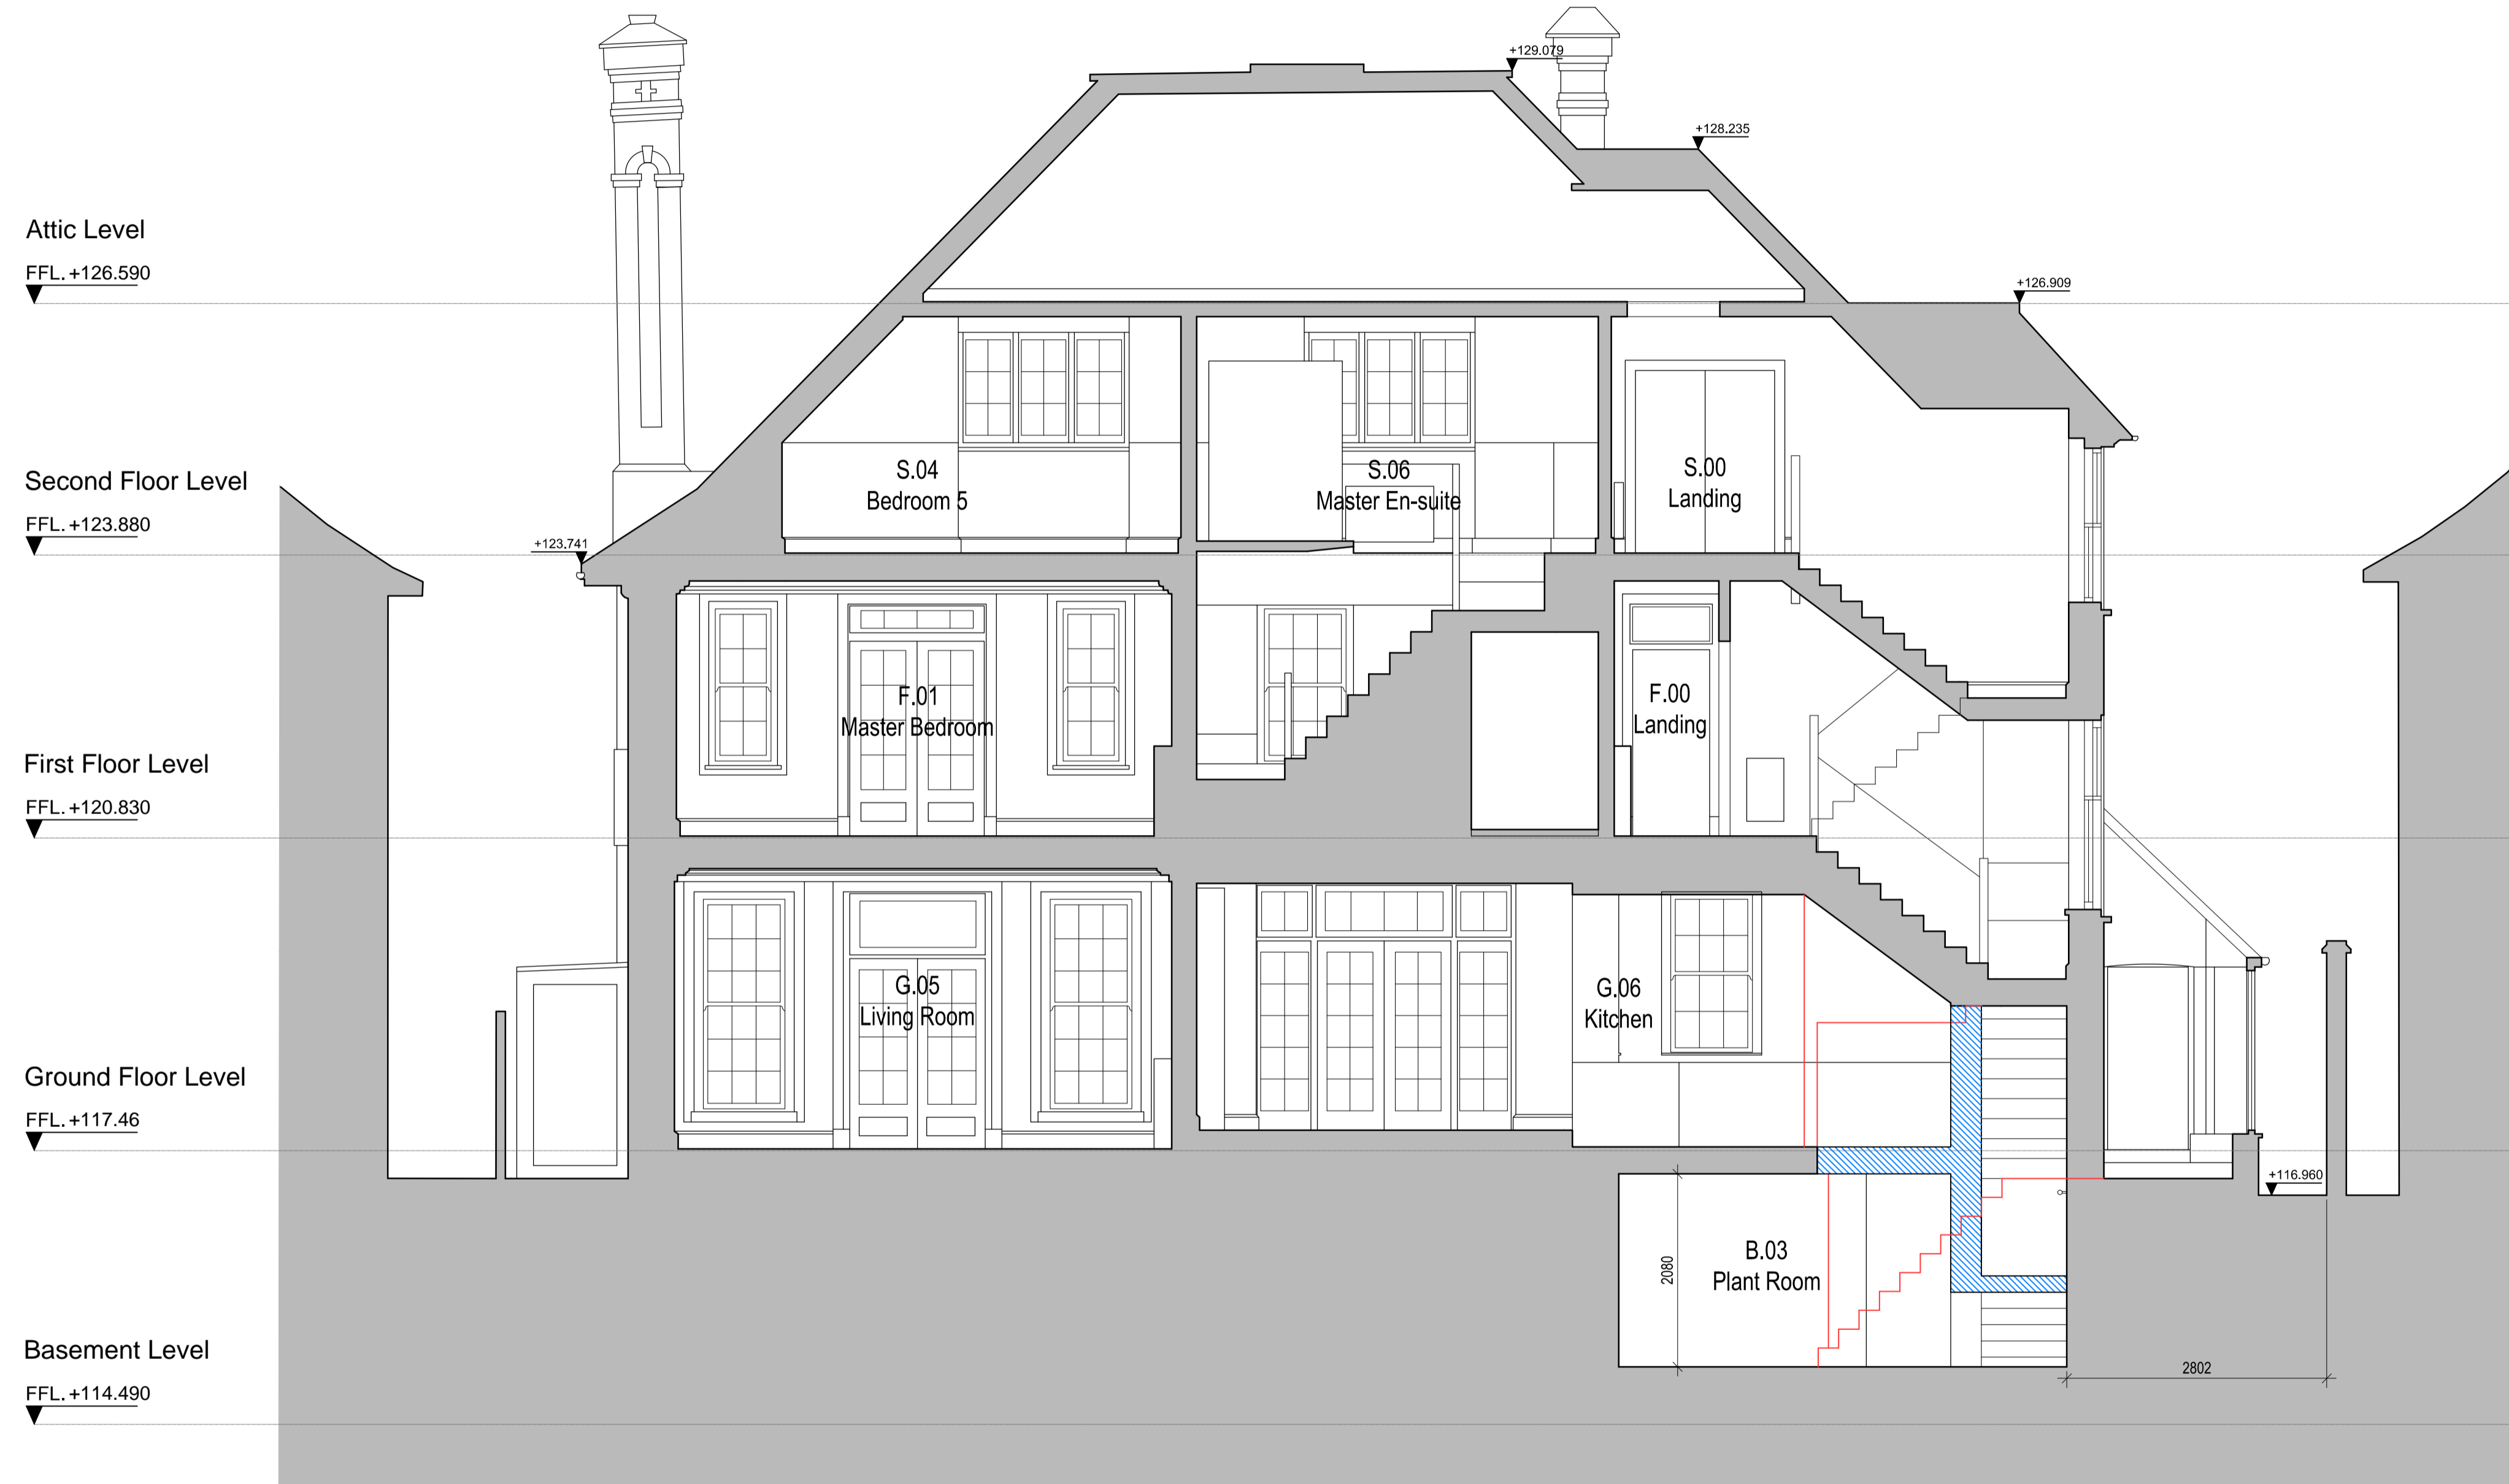 +129.079
+128.235
Attic Level
FFL. +126.590
+126.909
S.04
Bedroom 5
S.06
Master En-suite
S.00
Landing
Second Floor Level
FFL. +123.880
+123.741
F.01
Master Bedroom
F.00
Landing
First Floor Level
FFL. +120.830
G.05
Living Room
G.06
Kitchen
Ground Floor Level
FFL. +117.46
+116.960
B.03
Plant Room
2080
Basement Level
FFL. +114.490
2802